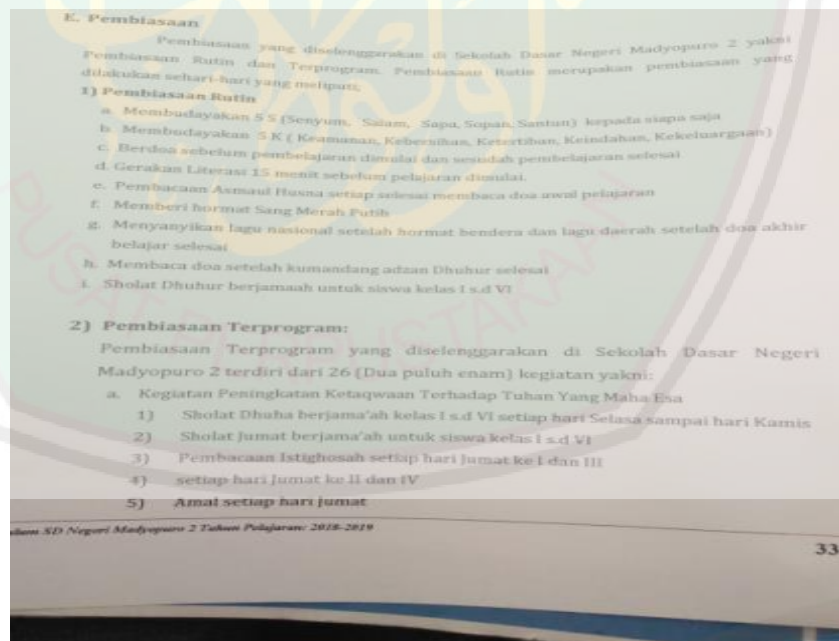 E. Pembiasaan
Pembiasaan yang diselenggarakan di Sekolah Dasar Negeri Madyopuro 2 yakni
Pembiasaan Rutin dan Terprogram. Pembiasaan Rutin merupakan pembiasaan yang
dilakukan sehari-hari yang meliputi;
1) Pembiasaan Rutin
a. Membudayakan 5 S (Senyum, Salam, Sapa, Sopan, Santun) kepada siapa saja
b. Membudayakan 5 K ( Keamanan, Kebersihan, Ketertiban, Keindahan, Kekeluargaan)
c. Berdoa sebelum pembelajaran dimulai dan sesudah pembelajaran selesai.
d. Gerakan Literasi 15 menit sebelum pelajaran dimulai.
e. Pembacaan Asmaul Husna setiap selesai membaca doa awal pelajaran
f. Memberi hormat Sang Merah Putih
g. Menyanyikan lagu nasional setelah hormat bendera dan lagu daerah setelah doa akhir
belajar selesai
h. Membaca doa setelah kumandang adzan Dhuhur selesai
i. Sholat Dhuhur berjamaah untuk siswa kelas I s.d VI
2) Pembiasaan Terprogram:
Pembiasaan Terprogram yang diselenggarakan di Sekolah Dasar Negeri
Madyopuro 2 terdiri dari 26 (Dua puluh enam) kegiatan yakni:
a. Kegiatan Peningkatan Ketaqwaan Terhadap Tuhan Yang Maha Esa
1) Sholat Dhuha berjama'ah kelas I s.d VI setiap hari Selasa sampai hari Kamis
2) Sholat Jumat berjama'ah untuk siswa kelas I s.d VI
3) Pembacaan Istighosah setiap hari Jumat ke I dan III
4) setiap hari Jumat ke II dan IV
5) Amal setiap hari jumat
SD Negeri Madyopuro 2 Tahun Pelajaran: 2018-2019
33